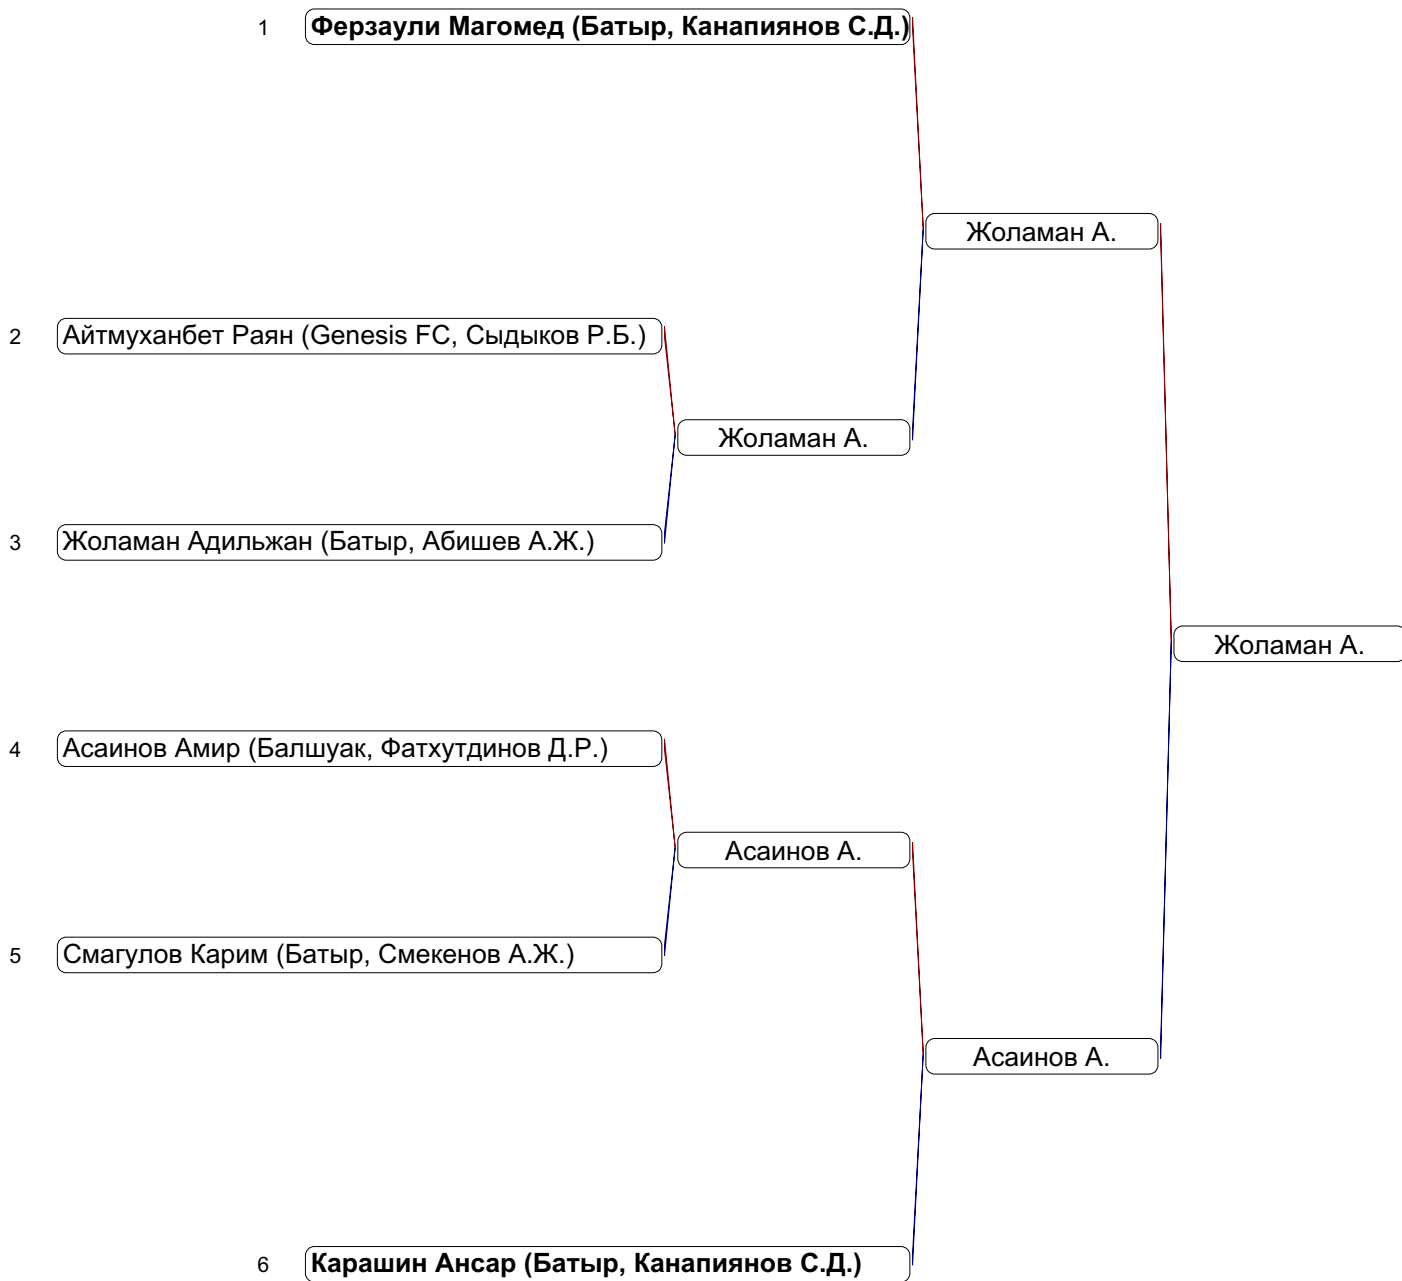 1 Ферзаули Магомед (Батыр, Канапиянов С.Д.)
Жоламан А.
2 Айтмуханбет Раян (Genesis FC, Сыдыков Р.Б.)
Жоламан А.
3 Жоламан Адильжан (Батыр, Абишев А.Ж.)
Жоламан А.
4 Асаинов Амир (Балшуак, Фатхутдинов Д.Р.)
Асаинов А.
5 Смагулов Карим (Батыр, Смекенов А.Ж.)
Асаинов А.
6 Карашин Ансар (Батыр, Канапиянов С.Д.)